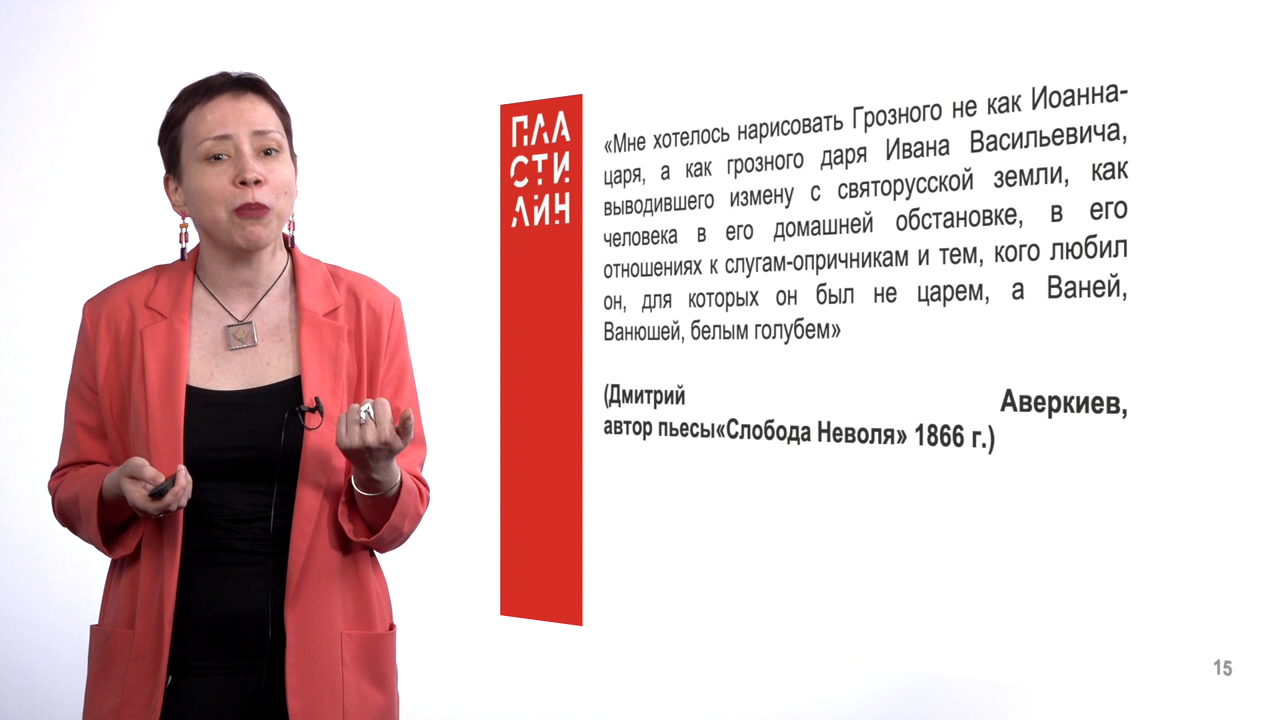 ПЛА
СТИ
ЛИН
«Мне хотелось нарисовать Грозного не как Иоанна-
царя, а как грозного даря Ивана Васильевича,
выводившего измену с святорусской земли, как
человека в его домашней обстановке, в его
отношениях к слугам-опричникам и тем, кого любил
он, для которых он был не царем, а Ваней,
Ванюшей, белым голубем»
(Дмитрий Аверкиев,
автор пьесы«Слобода Неволя» 1866 г.)
15